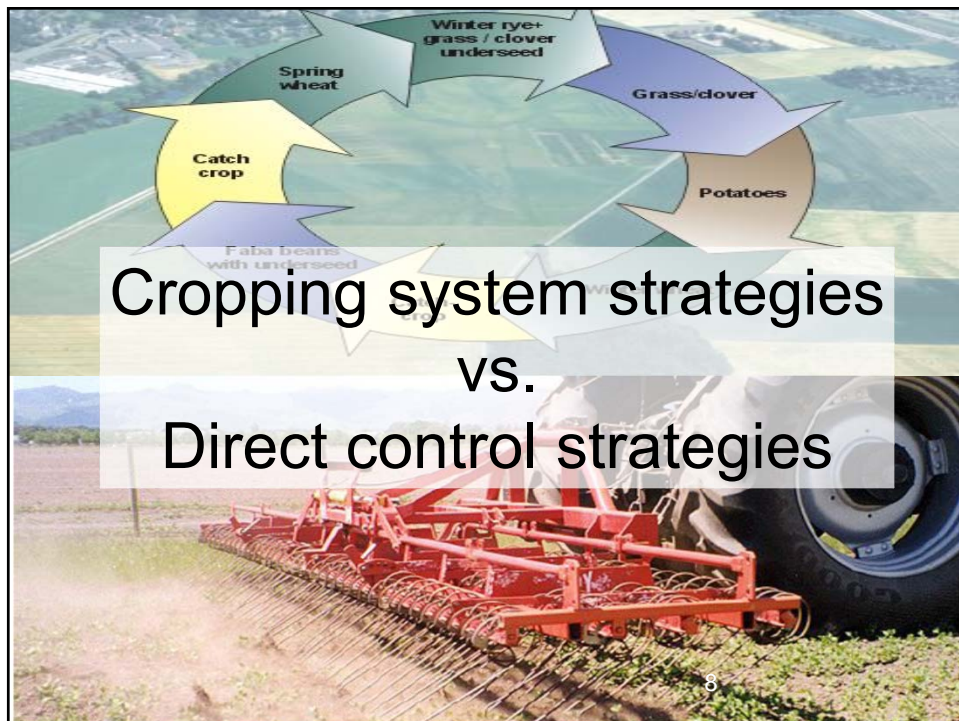 Winter rye+
grass / clover
underseed
Spring
wheat
Grass/clover
Catch
crop
Potatoes
Faba beans
with underseed
crop
Cropping system strategies
vs.
Direct control strategies
8